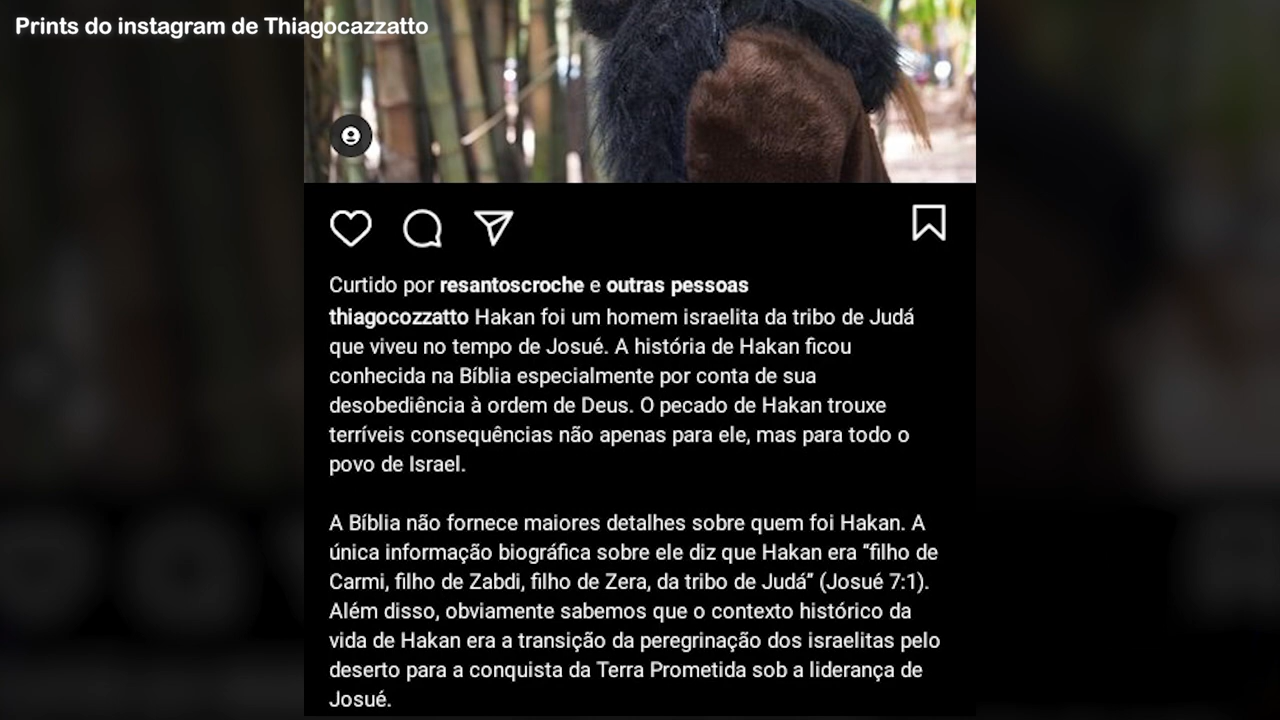 Prints do instagram de Thiagocazzatto
Curtido por resantoscroche e outras pessoas
thiagocozzatto Hakan foi um homem israelita da tribo de Judá
que viveu no tempo de Josué. A história de Hakan ficou
conhecida na Bíblia especialmente por conta de sua
desobediência à ordem de Deus. O pecado de Hakan trouxe
terríveis consequências não apenas para ele, mas para todo o
povo de Israel.
A Bíblia não fornece maiores detalhes sobre quem foi Hakan. A
única informação biográfica sobre ele diz que Hakan era “filho de
Carmi, filho de Zabdi, filho de Zera, da tribo de Judá” (Josué 7:1).
Além disso, obviamente sabemos que o contexto histórico da
vida de Hakan era a transição da peregrinação dos israelitas pelo
deserto para a conquista da Terra Prometida sob a liderança de
Josué.